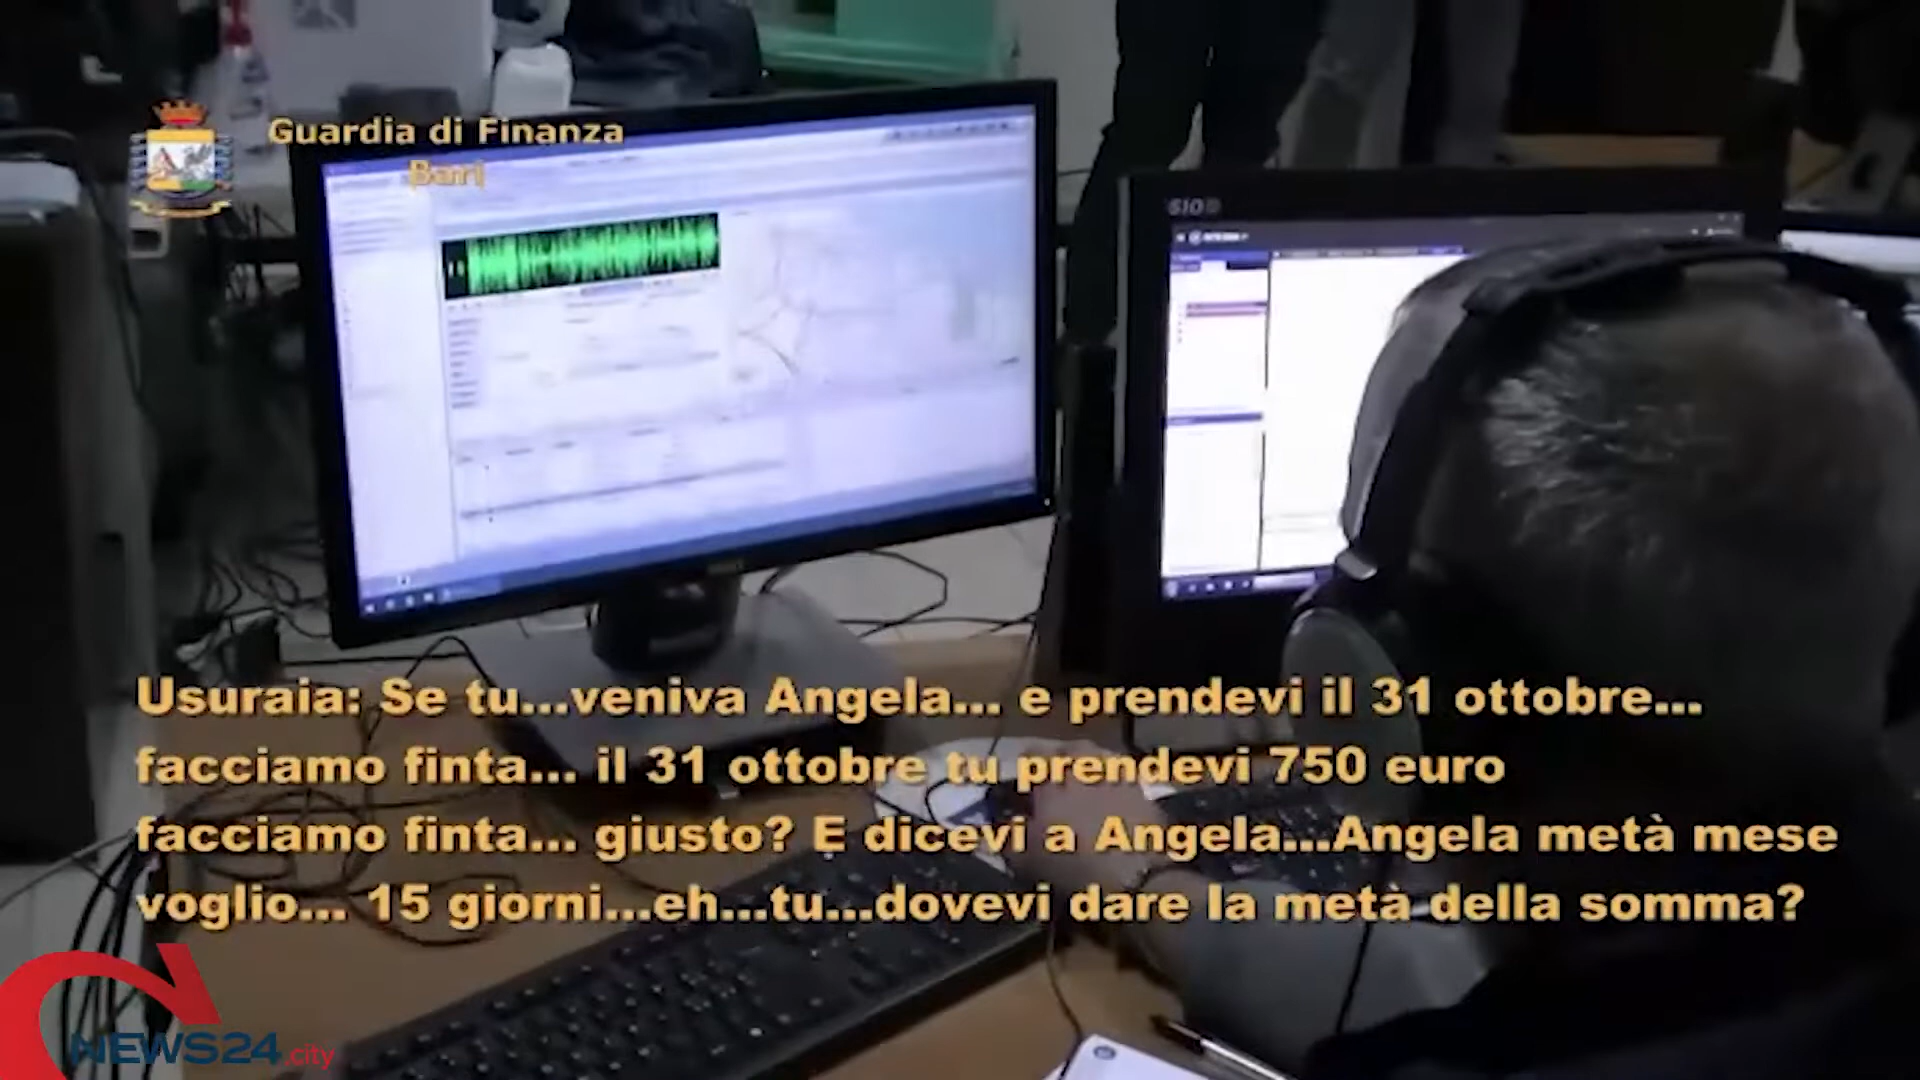 Guardia di Finanza
Bari
Usuraia: Se tu...veniva Angela... e prendevi il 31 ottobre...
facciamo finta... il 31 ottobre tu prendevi 750 euro
facciamo finta... giusto? E dicevi a Angela...Angela metà mese
voglio... 15 giorni...eh...tu...dovevi dare la metà della somma?
NEWS24.city